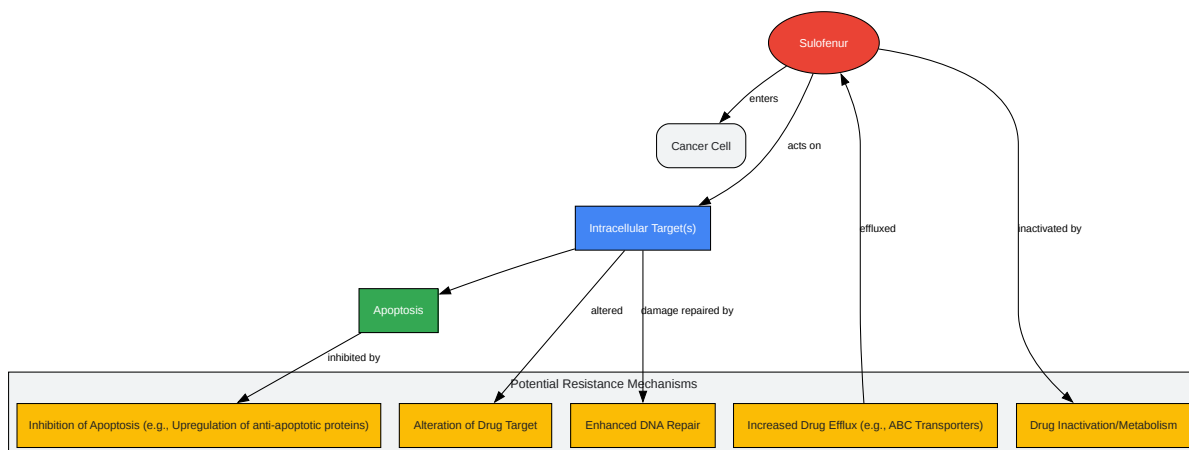 Sulofenur
enters
Cancer Cell
acts on
Intracellular Target(s)
effluxed
inactivated by
Apoptosis
altered
damage repaired by
inhibited by
Potential Resistance Mechanisms
Inhibition of Apoptosis (e.g., Upregulation of anti-apoptotic proteins)
Alteration of Drug Target
Enhanced DNA Repair
Increased Drug Efflux (e.g., ABC Transporters)
Drug Inactivation/Metabolism